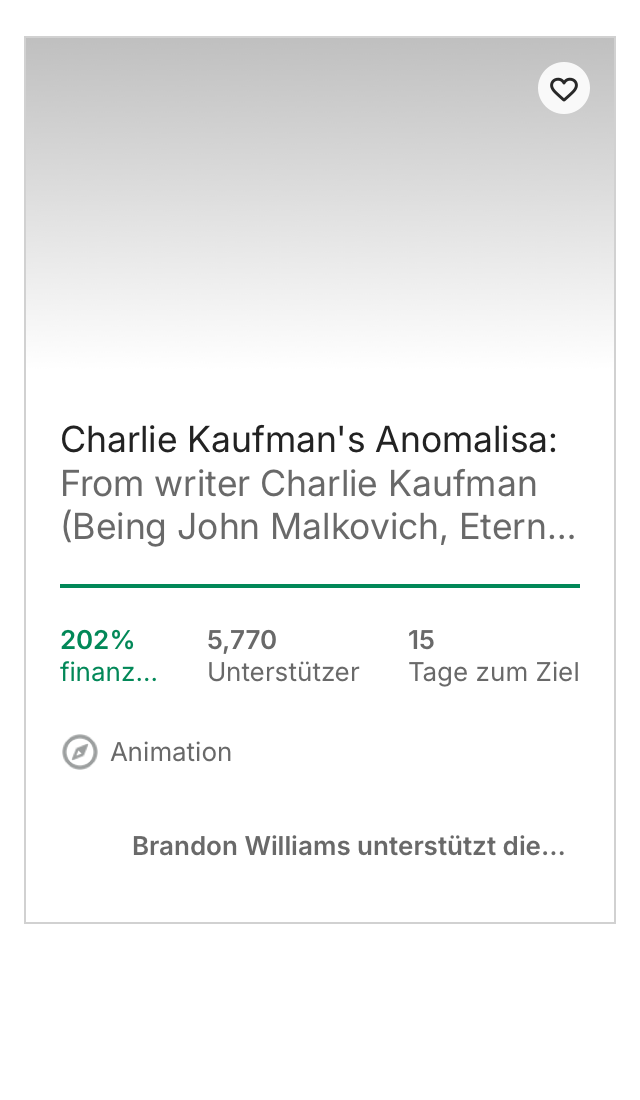 Charlie Kaufman's Anomalisa:
From writer Charlie Kaufman
(Being John Malkovich, Etern...
202% 5,770 15
finanz... Unterstützer Tage zum Ziel
Animation
Brandon Williams unterstützt die...